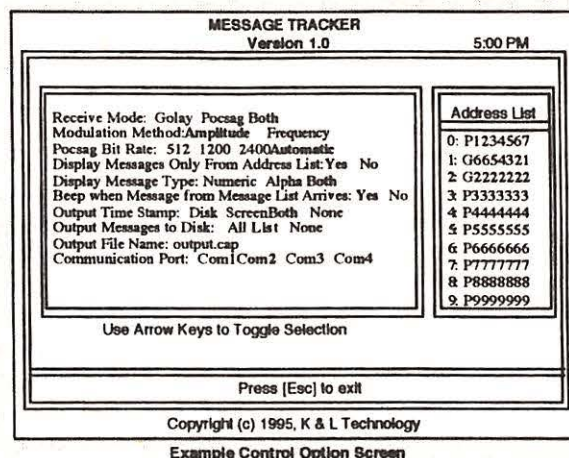 MESSAGE TRACKER
Version 1.0 5:00 PM
Receive Mode: Golay Pocsag Both
Modulation Method:Amplitude Frequency
Pocsag Bit Rate: 512 1200 2400Automatic
Display Messages Only From Address List:Yes No
Display Message Type: Numeric Alpha Both
Beep when Message from Message List Arrives: Yes No
Output Time Stamp: Disk ScreenBoth None
Output Messages to Disk: All List None
Output File Name: output.cap
Communication Port: Com1Com2 Com3 Com4
Address List
0: P1234567
1: G6654321
2: G2222222
3: P3333333
4: P4444444
5: P5555555
6: P6666666
7: P7777777
8: P8888888
9: P9999999
Use Arrow Keys to Toggle Selection
Press [Esc] to exit
Copyright (c) 1995, K & L Technology
Example Control Option Screen